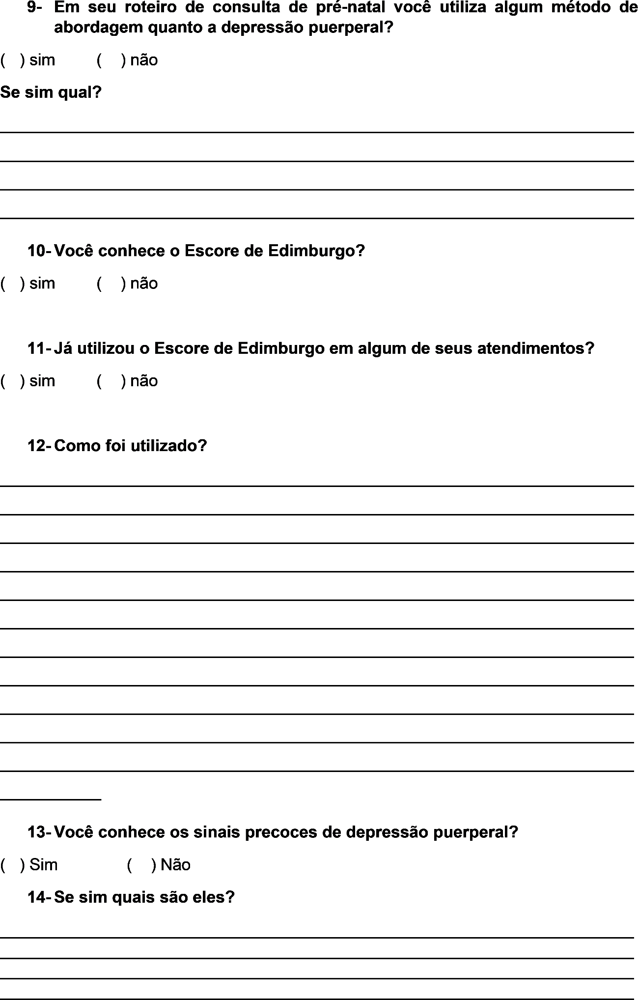 9- Em seu roteiro de consulta de pré-natal você utiliza algum método de
abordagem quanto a depressão puerperal?
( ) sim ( ) não
Se sim qual?
10- Você conhece o Escore de Edimburgo?
( ) sim ( ) não
11- Já utilizou o Escore de Edimburgo em algum de seus atendimentos?
( ) sim ( ) não
12- Como foi utilizado?
13- Você conhece os sinais precoces de depressão puerperal?
( ) Sim ( ) Não
14- Se sim quais são eles?